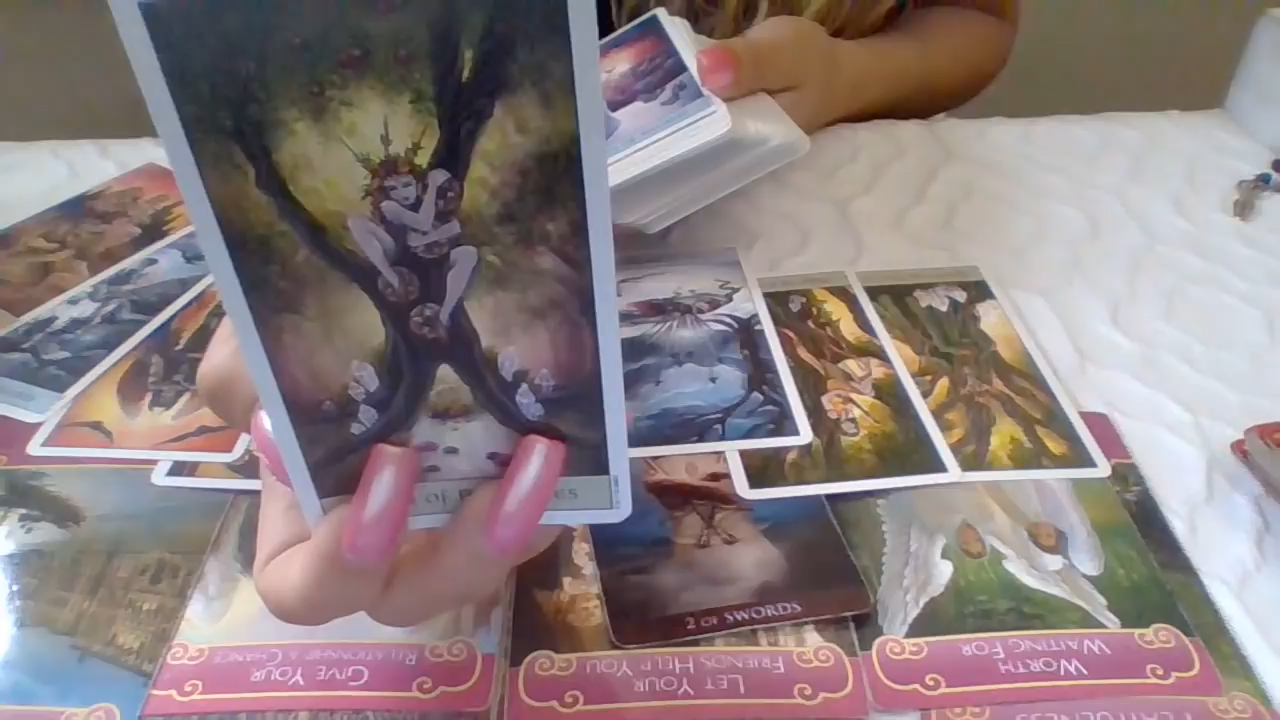 2 OF SWORDS
GIVE YOUR
RELATIONSHIP A CHANCE
LET YOUR
FRIENDS HELP YOU
WORTH
WAITING FOR